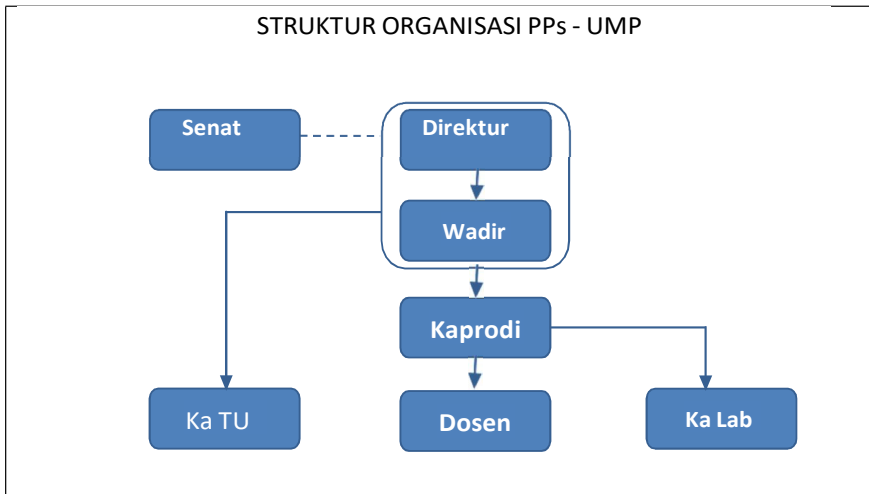 STRUKTUR ORGANISASI PPs - UMP
Senat
Direktur
Wadir
Kaprodi
Ka TU
Dosen
Ka Lab